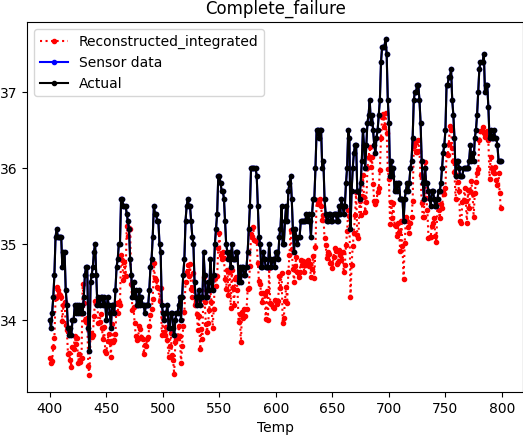 Complete_failure
Reconstructed_integrated
Sensor data
Actual
37
36
35
34
400 450 500 550 600 650 700 750 800
Temp